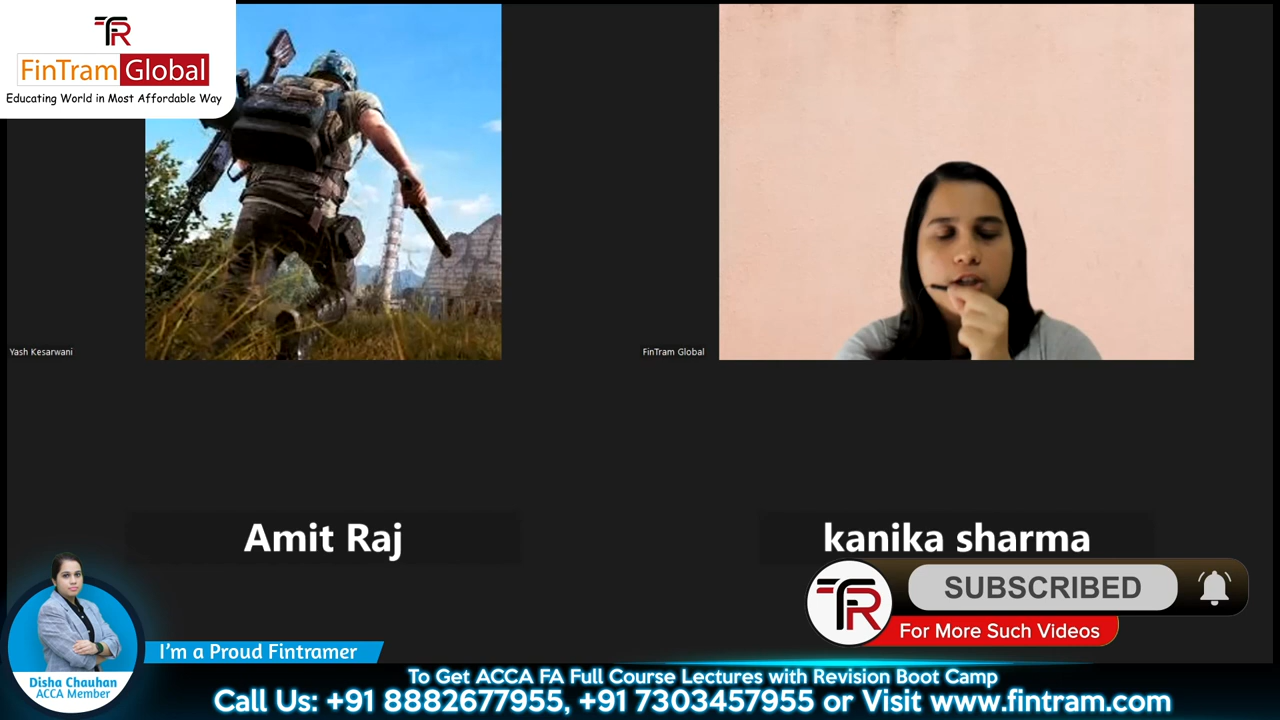 TFR
FinTram Global
Educating World in Most Affordable Way
Yash Kesarwani
FinTram Global
Amit Raj
kanika sharma
SUBSCRIBED
TFR
For More Such Videos
I'm a Proud Fintramer
Disha Chauhan
ACCA Member
To Get ACCA FA Full Course Lectures with Revision Boot Camp
Call Us: +91 8882677955, +91 7303457955 or Visit www.fintram.com